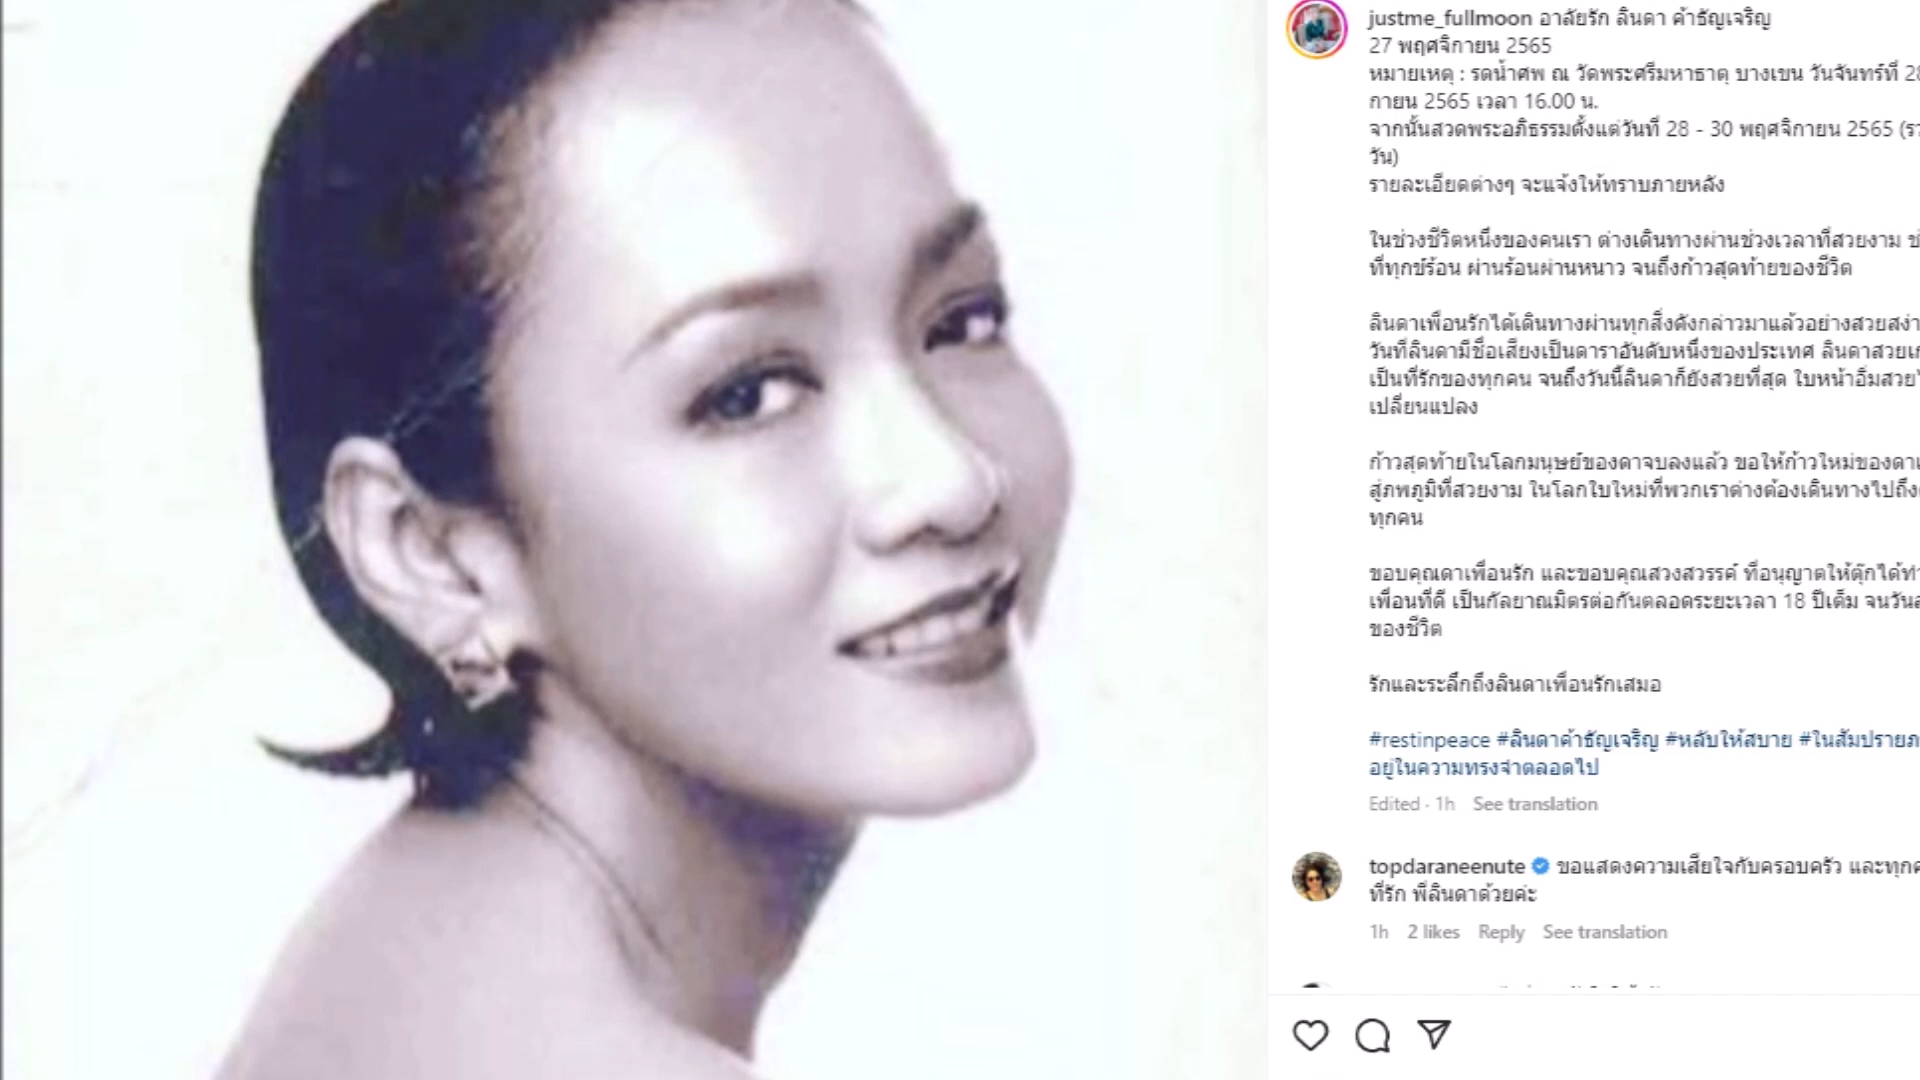 justme_fullmoon อาลัยรัก ลินดา ค้าธัญเจริญ
27 พฤศจิกายน 2565
หมายเหตุ : รดน้ำศพ ณ วัดพระศรีมหาธาตุ บางเขน วันจันทร์ที่ 28
กายน 2565 เวลา 16.00 น.
จากนั้นสวดพระอภิธรรมตั้งแต่วันที่ 28 - 30 พฤศจิกายน 2565 (รว
วัน)
รายละเอียดต่างๆ จะแจ้งให้ทราบภายหลัง
ในช่วงชีวิตหนึ่งของคนเรา ต่างเดินทางผ่านช่วงเวลาที่สวยงาม
ที่ทุกข์ร้อน ผ่านร้อนผ่านหนาว จนถึงก้าวสุดท้ายของชีวิต
ลินดาเพื่อนรักได้เดินทางผ่านทุกสิ่งดังกล่าวมาแล้วอย่างสวยสง่า
วันที่ลินดามีชื่อเสียงเป็นดาราอันดับหนึ่งของประเทศ ลินดาสวยเก
เป็นที่รักของทุกคน จนถึงวันนี้ลินดาก็ยังสวยที่สุด ใบหน้าอิ่มสวย
เปลี่ยนแปลง
ก้าวสุดท้ายในโลกมนุษย์ของดาจบลงแล้ว ขอให้ก้าวใหม่ของดา
สู่ภพภูมิที่สวยงาม ในโลกใบใหม่ที่พวกเราต่างต้องเดินทางไปถึง
ทุกคน
ขอบคุณดาเพื่อนรัก และขอบคุณสวงสวรรค์ ที่อนุญาตให้ตุ๊กได้ทำ
เพื่อนที่ดี เป็นกัลยาณมิตรต่อกันตลอดระยะเวลา 18 ปีเต็ม จนวันส
ของชีวิต
รักและระลึกถึงลินดาเพื่อนรักเสมอ
#restinpeace #ลินดาค้าธัญเจริญ #หลับให้สบาย #ในสัมปรายภ
อยู่ในความทรงจำตลอดไป
Edited · 1h See translation
topdaraneenute ขอแสดงความเสียใจกับครอบครัว และทุกค
ที่รัก พี่ลินดาด้วยค่ะ
1h 2 likes Reply See translation